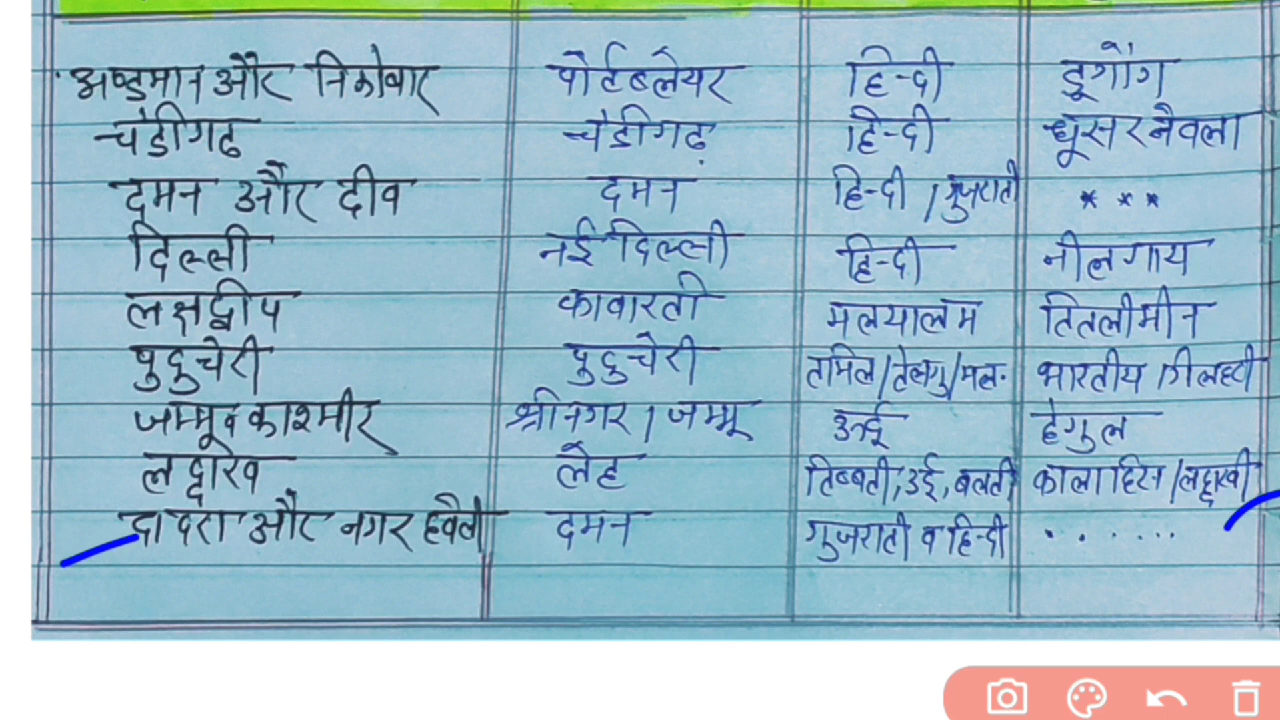 अण्डमान और निकोबार पोर्टब्लेयर हिन्दी डूगोंग
चंडीगढ चंडीगढ़ हिन्दी धूसर नेवला
दमन और दीव दमन हिन्दी / गुजराती * * *
दिल्ली नई दिल्ली हिन्दी नीलगाय
लक्षद्वीप कावारती मलयालम तितलीमीन
पुदुचेरी पुदुचेरी तमिल/तेलगु/मल. भारतीय गिलहरी
जम्मू व काश्मीर श्रीनगर / जम्मू उर्दू हंगुल
लद्दाख लेह तिब्बती, उर्दू, बलती काला हिरन/लद्दाखी
दादरा और नगर हवेली दमन गुजराती व हिन्दी .......